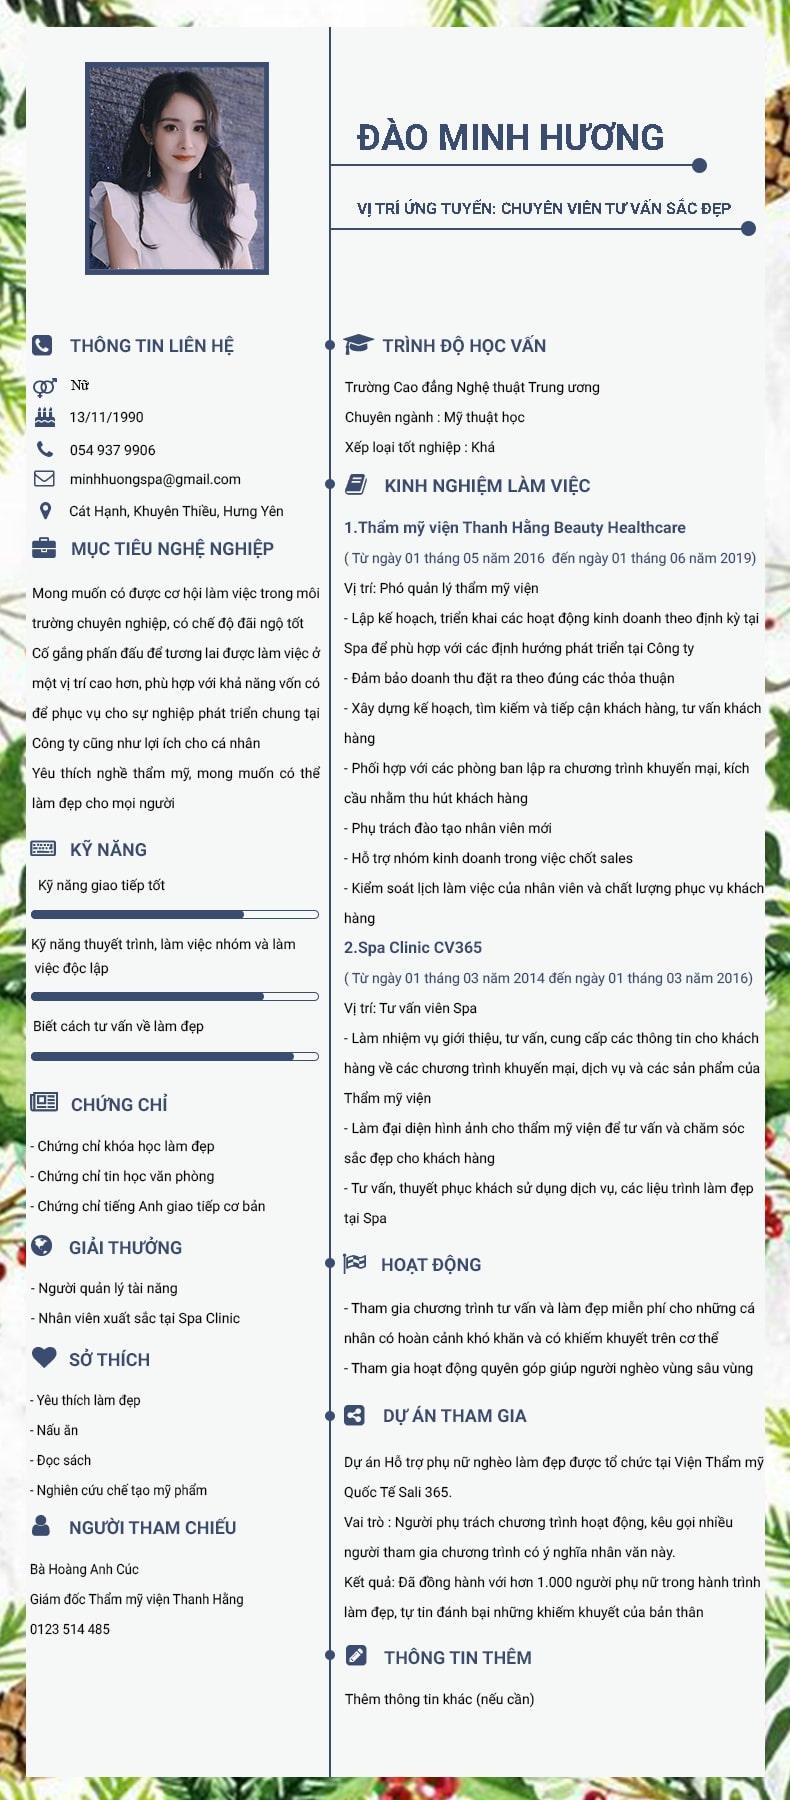 ĐÀO MINH HƯƠNG
VỊ TRÍ ỨNG TUYỂN: CHUYÊN VIÊN TƯ VẤN SẮC ĐẸP
THÔNG TIN LIÊN HỆ
Nữ
13/11/1990
054 937 9906
minhhuongspa@gmail.com
Cát Hạnh, Khuyên Thiều, Hưng Yên
MỤC TIÊU NGHỀ NGHIỆP
Mong muốn có được cơ hội làm việc trong môi
trường chuyên nghiệp, có chế độ đãi ngộ tốt
Cố gắng phấn đấu để tương lai được làm việc ở
một vị trí cao hơn, phù hợp với khả năng vốn có
để phục vụ cho sự nghiệp phát triển chung tại
Công ty cũng như lợi ích cho cá nhân
Yêu thích nghề thẩm mỹ, mong muốn có thể
làm đẹp cho mọi người
KỸ NĂNG
Kỹ năng giao tiếp tốt
Kỹ năng thuyết trình, làm việc nhóm và làm
việc độc lập
Biết cách tư vấn về làm đẹp
CHỨNG CHỈ
- Chứng chỉ khóa học làm đẹp
- Chứng chỉ tin học văn phòng
- Chứng chỉ tiếng Anh giao tiếp cơ bản
GIẢI THƯỞNG
- Người quản lý tài năng
- Nhân viên xuất sắc tại Spa Clinic
SỞ THÍCH
- Yêu thích làm đẹp
- Nấu ăn
- Đọc sách
- Nghiên cứu chế tạo mỹ phẩm
NGƯỜI THAM CHIẾU
Bà Hoàng Anh Cúc
Giám đốc Thẩm mỹ viện Thanh Hằng
0123 514 485
TRÌNH ĐỘ HỌC VẤN
Trường Cao đẳng Nghệ thuật Trung ương
Chuyên ngành : Mỹ thuật học
Xếp loại tốt nghiệp : Khá
KINH NGHIỆM LÀM VIỆC
1.Thẩm mỹ viện Thanh Hằng Beauty Healthcare
( Từ ngày 01 tháng 05 năm 2016 đến ngày 01 tháng 06 năm 2019)
Vị trí: Phó quản lý thẩm mỹ viện
- Lập kế hoạch, triển khai các hoạt động kinh doanh theo định kỳ tại
Spa để phù hợp với các định hướng phát triển tại Công ty
- Đảm bảo doanh thu đặt ra theo đúng các thỏa thuận
- Xây dựng kế hoạch, tìm kiếm và tiếp cận khách hàng, tư vấn khách
hàng
- Phối hợp với các phòng ban lập ra chương trình khuyến mại, kích
cầu nhằm thu hút khách hàng
- Phụ trách đào tạo nhân viên mới
- Hỗ trợ nhóm kinh doanh trong việc chốt sales
- Kiểm soát lịch làm việc của nhân viên và chất lượng phục vụ khách
hàng
2.Spa Clinic CV365
( Từ ngày 01 tháng 03 năm 2014 đến ngày 01 tháng 03 năm 2016)
Vị trí: Tư vấn viên Spa
- Làm nhiệm vụ giới thiệu, tư vấn, cung cấp các thông tin cho khách
hàng về các chương trình khuyến mại, dịch vụ và các sản phẩm của
Thẩm mỹ viện
- Làm đại diện hình ảnh cho thẩm mỹ viện để tư vấn và chăm sóc
sắc đẹp cho khách hàng
- Tư vấn, thuyết phục khách sử dụng dịch vụ, các liệu trình làm đẹp
tại Spa
HOẠT ĐỘNG
- Tham gia chương trình tư vấn và làm đẹp miễn phí cho những cá
nhân có hoàn cảnh khó khăn và có khiếm khuyết trên cơ thể
- Tham gia hoạt động quyên góp giúp người nghèo vùng sâu vùng
DỰ ÁN THAM GIA
Dự án Hỗ trợ phụ nữ nghèo làm đẹp được tổ chức tại Viện Thẩm mỹ
Quốc Tế Sali 365.
Vai trò : Người phụ trách chương trình hoạt động, kêu gọi nhiều
người tham gia chương trình có ý nghĩa nhân văn này.
Kết quả: Đã đồng hành với hơn 1.000 người phụ nữ trong hành trình
làm đẹp, tự tin đánh bại những khiếm khuyết của bản thân
THÔNG TIN THÊM
Thêm thông tin khác (nếu cần)